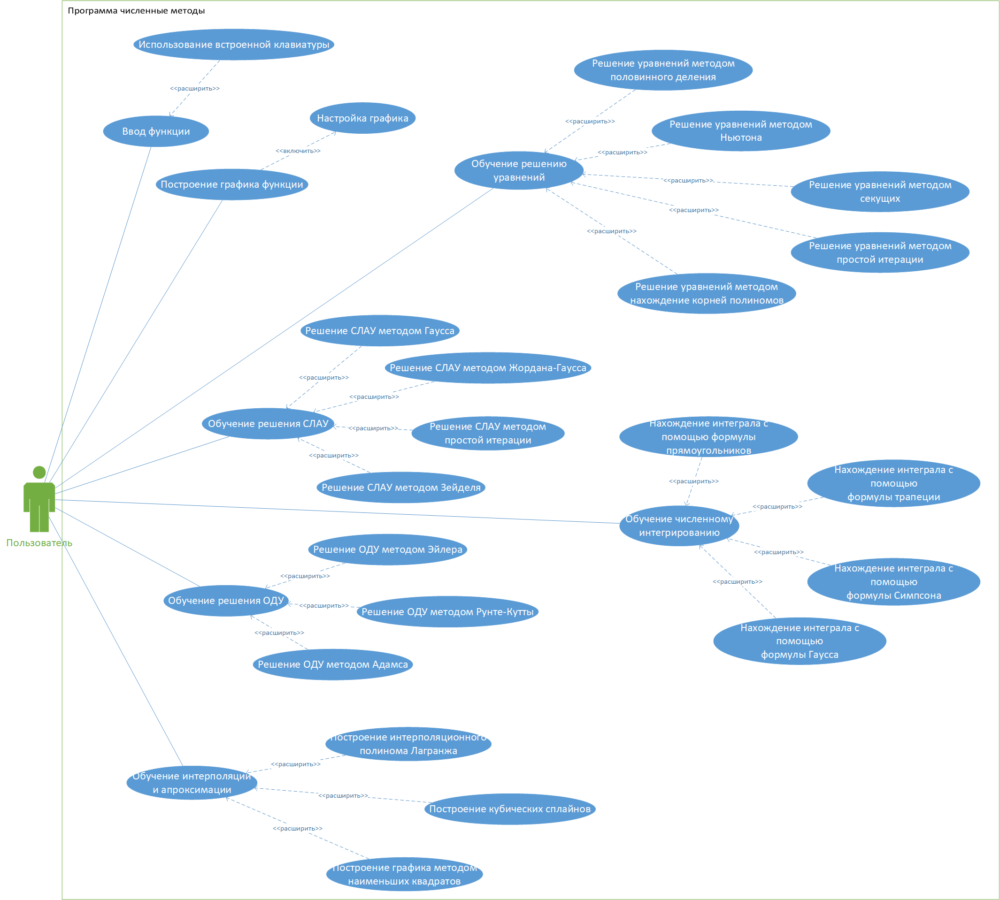 Программа численные методы
Использование встроенной клавиатуры
<<расширить>>
Ввод функции
Настройка графика
<<включить>>
Построение графика функции
Решение уравнений методом
половинного деления
<<расширить>>
Решение уравнений методом
Ньютона
<<расширить>>
Обучение решению
уравнений
<<расширить>>
Решение уравнений методом
секущих
<<расширить>>
Решение уравнений методом
простой итерации
<<расширить>>
Решение уравнений методом
нахождение корней полиномов
Решение СЛАУ методом Гаусса
<<расширить>>
Решение СЛАУ методом Жордана-Гаусса
<<расширить>>
Обучение решения СЛАУ
<<расширить>>
Решение СЛАУ методом
простой итерации
<<расширить>>
Решение СЛАУ методом Зейделя
Нахождение интеграла с
помощью формулы
прямоугольников
<<расширить>>
Нахождение интеграла с
помощью
формулы трапеции
<<расширить>>
Обучение численному
интегрированию
<<расширить>>
Нахождение интеграла с
помощью
формулы Симпсона
<<расширить>>
Нахождение интеграла с
помощью
формулы Гаусса
Пользователь
Решение ОДУ методом Эйлера
<<расширить>>
Обучение решения ОДУ
<<расширить>>
Решение ОДУ методом Рунте-Кутты
<<расширить>>
Решение ОДУ методом Адамса
Построение интерполяционного
полинома Лагранжа
<<расширить>>
Обучение интерполяции
и апроксимации
<<расширить>>
Построение кубических сплайнов
<<расширить>>
Построение графика методом
наименьших квадратов